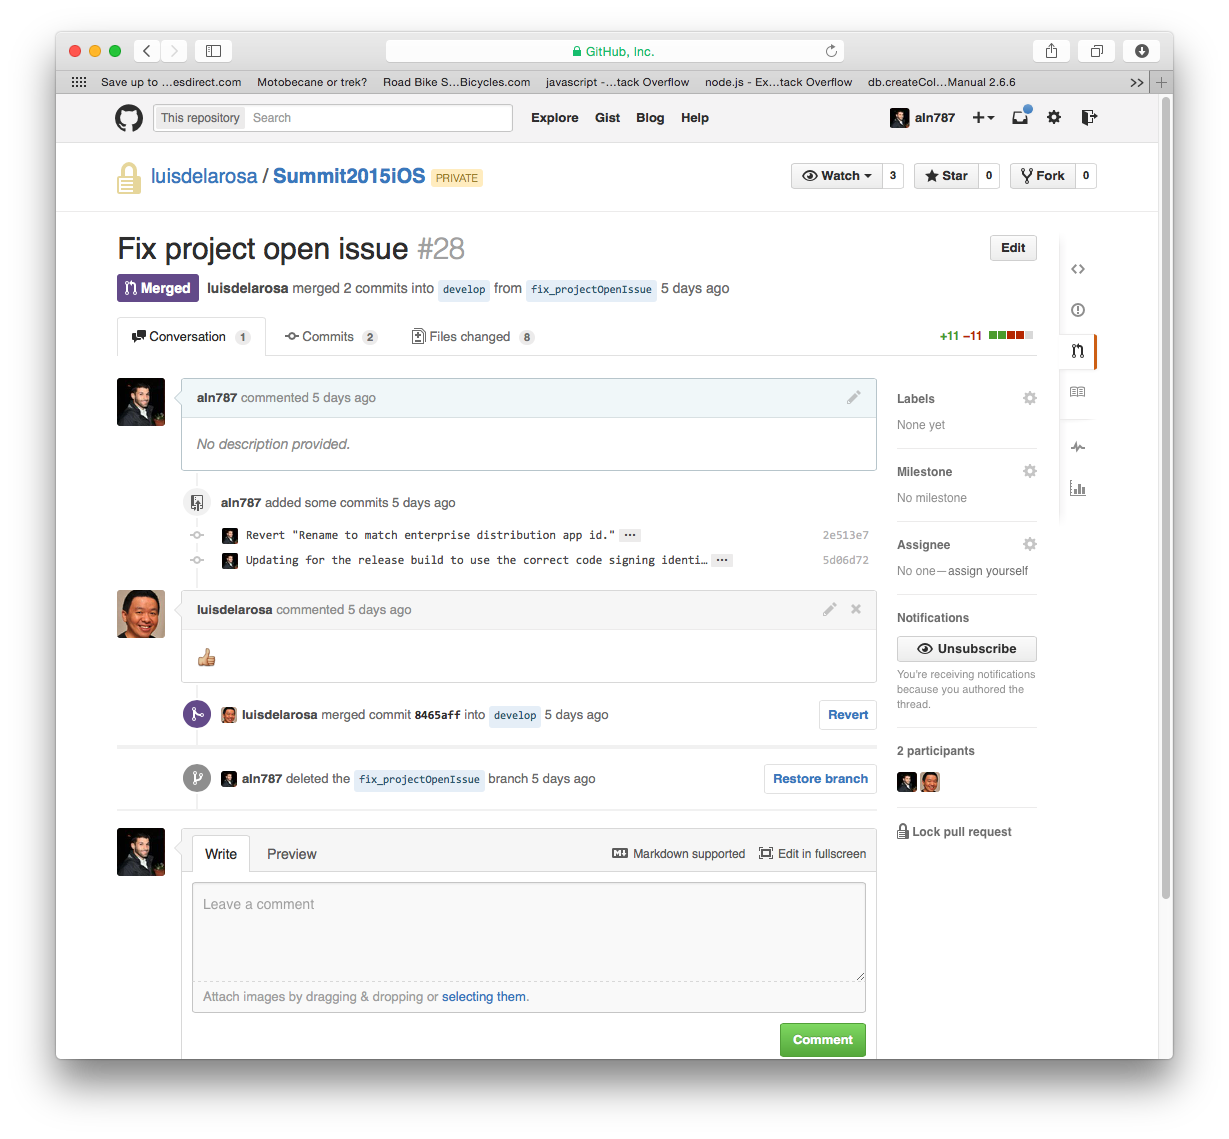 GitHub, Inc.
Save up to ...esdirect.com Motobecane or trek? Road Bike S...Bicycles.com javascript -...tack Overflow node.js - Ex...tack Overflow db.createCol...Manual 2.6.6 >>
This repository Search Explore Gist Blog Help aln787
luisdelarosa / Summit2015iOS PRIVATE Watch 3 Star 0 Fork 0
Fix project open issue #28 Edit
Merged luisdelarosa merged 2 commits into develop from fix_projectOpenIssue 5 days ago
Conversation 1 Commits 2 Files changed 8 +11 −11
aln787 commented 5 days ago
No description provided.
aln787 added some commits 5 days ago
Revert "Rename to match enterprise distribution app id." ... 2e513e7
Updating for the release build to use the correct code signing identi… ... 5d06d72
luisdelarosa commented 5 days ago
luisdelarosa merged commit 8465aff into develop 5 days ago Revert
aln787 deleted the fix_projectOpenIssue branch 5 days ago Restore branch
Write Preview Markdown supported Edit in fullscreen
Leave a comment
Attach images by dragging & dropping or selecting them.
Comment
Labels
None yet
Milestone
No milestone
Assignee
No one—assign yourself
Notifications
Unsubscribe
You're receiving notifications
because you authored the
thread.
2 participants
Lock pull request